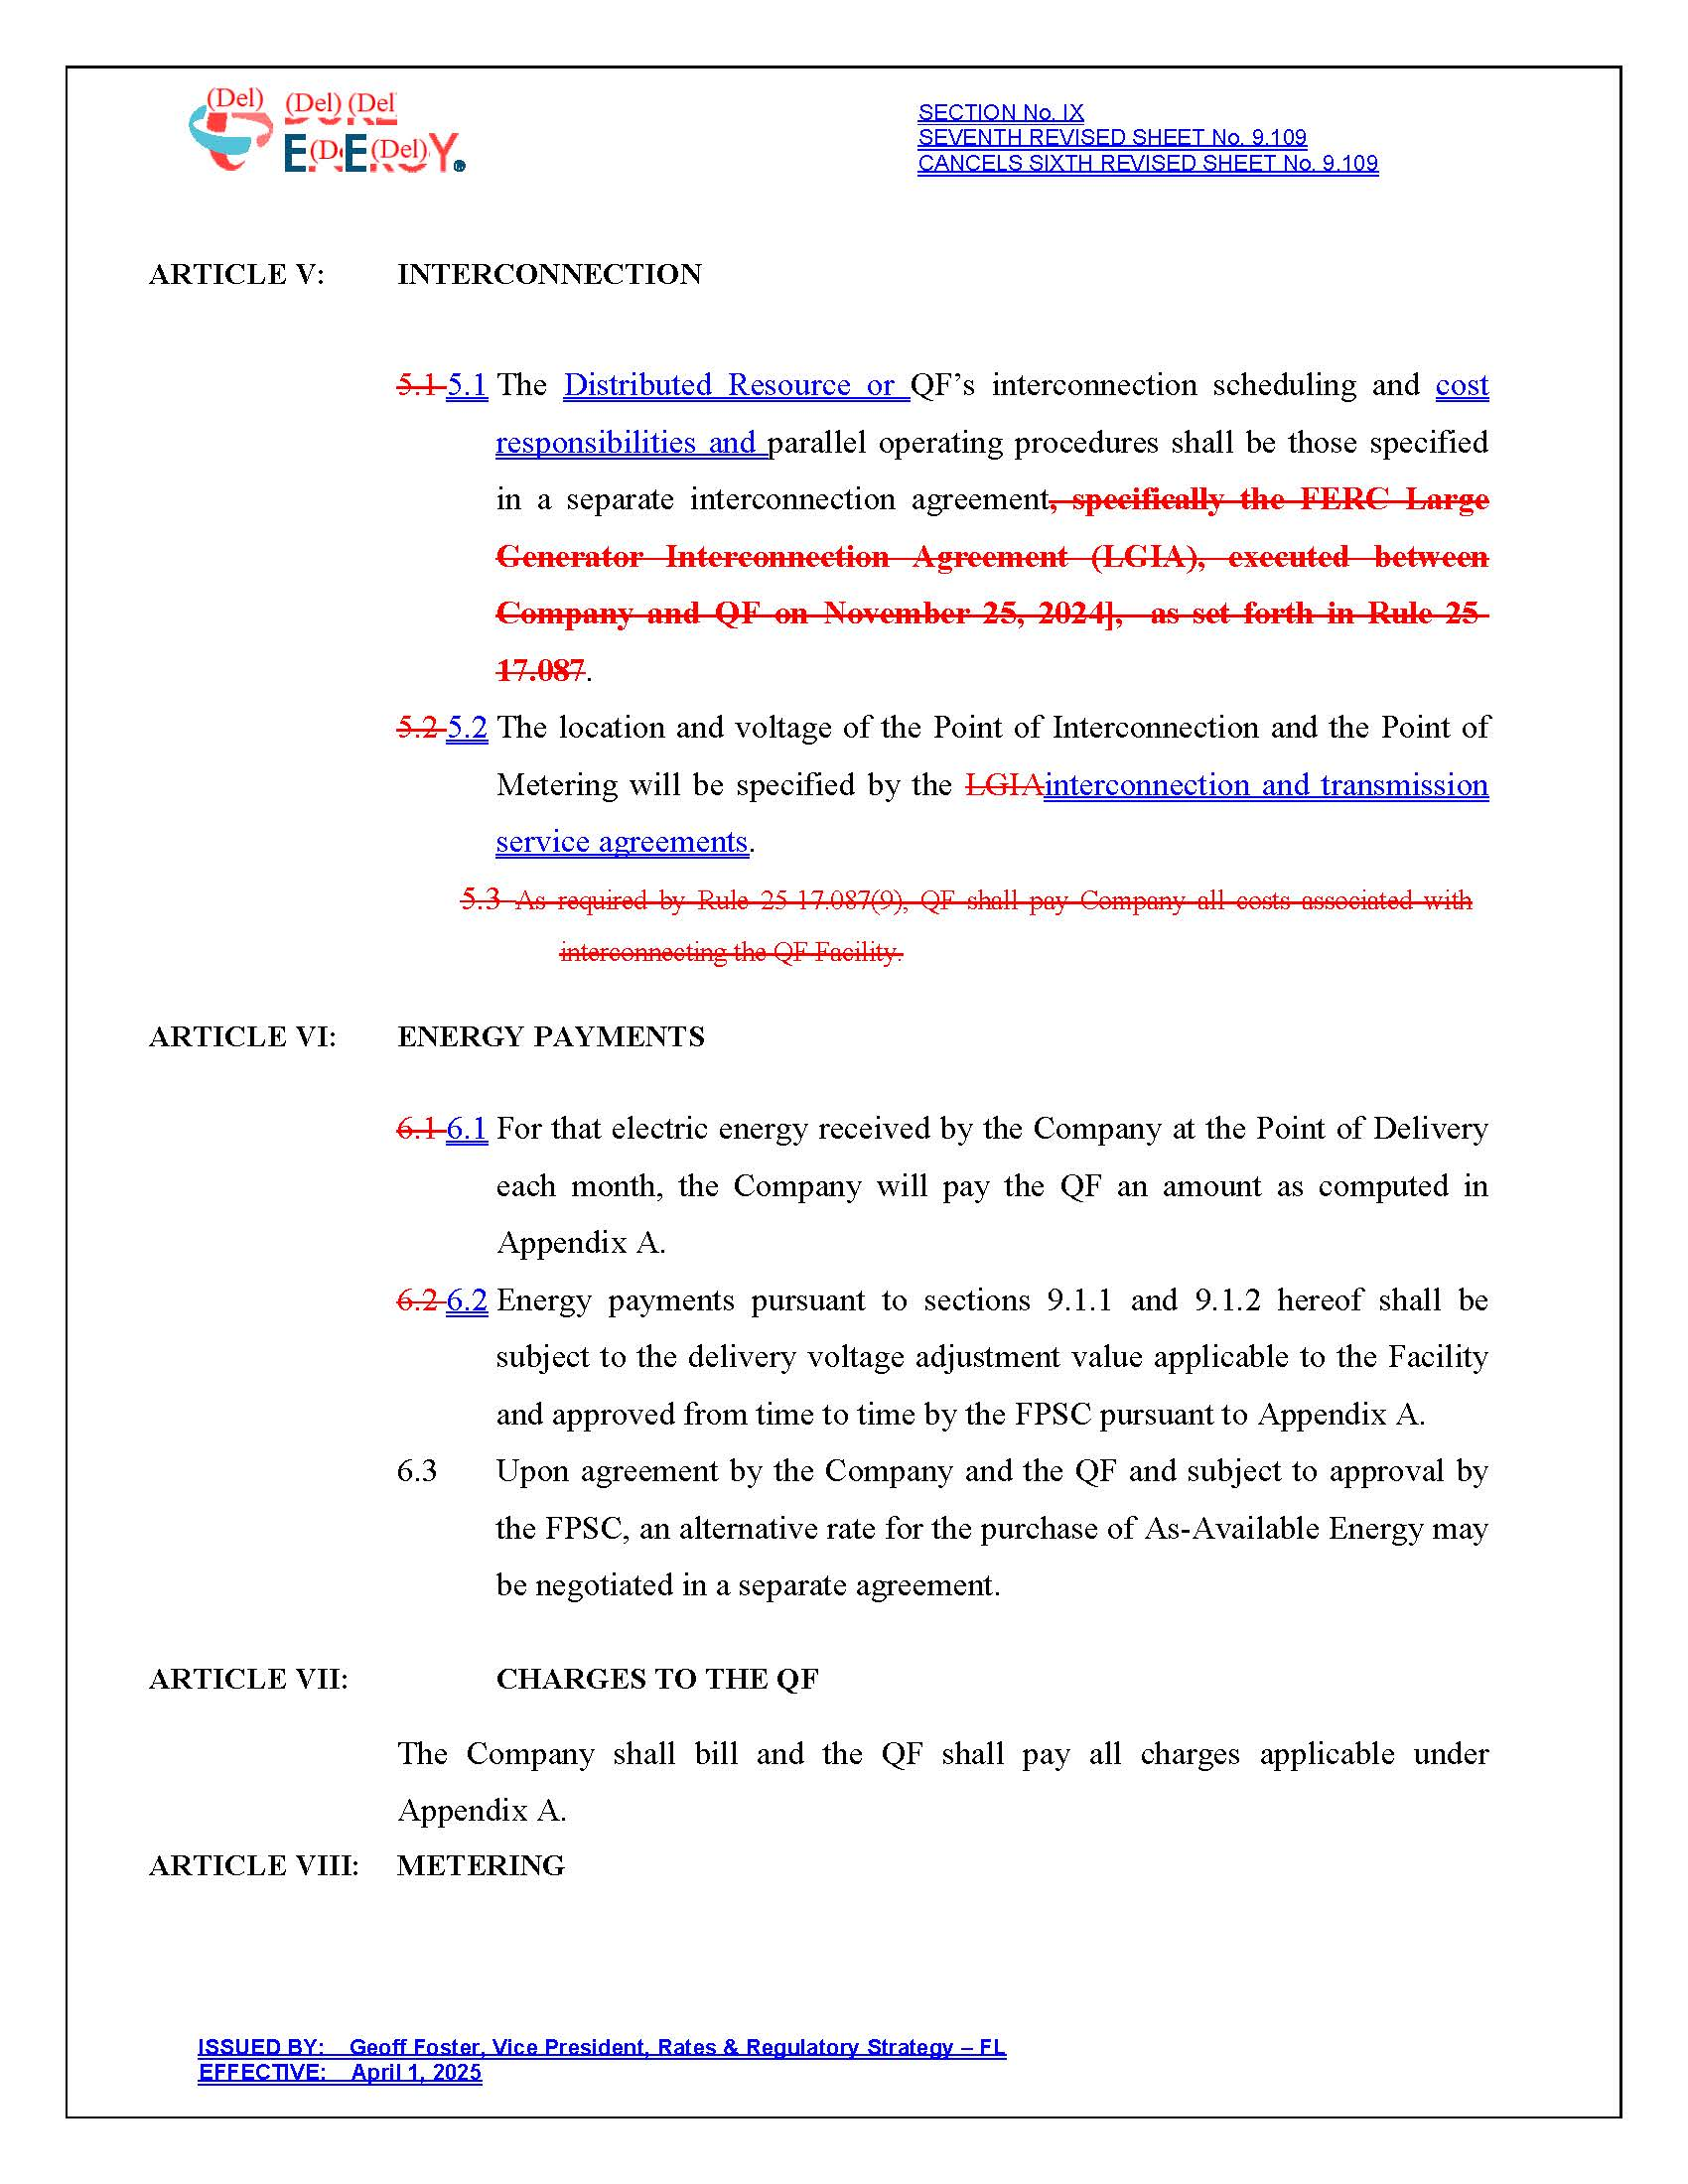 (Del) (Del) (Del
ENERGY®
(D (Del)
SECTION No. IX
SEVENTH REVISED SHEET No. 9.109
CANCELS SIXTH REVISED SHEET No. 9.109
ARTICLE V: INTERCONNECTION
5.1 5.1 The Distributed Resource or QF’s interconnection scheduling and cost
responsibilities and parallel operating procedures shall be those specified
in a separate interconnection agreement, specifically the FERC Large
Generator Interconnection Agreement (LGIA), executed between
Company and QF on November 25, 2024], as set forth in Rule 25-
17.087.
5.2 5.2 The location and voltage of the Point of Interconnection and the Point of
Metering will be specified by the LGIAinterconnection and transmission
service agreements.
5.3 As required by Rule 25-17.087(9), QF shall pay Company all costs associated with
interconnecting the QF Facility.
ARTICLE VI: ENERGY PAYMENTS
6.1 6.1 For that electric energy received by the Company at the Point of Delivery
each month, the Company will pay the QF an amount as computed in
Appendix A.
6.2 6.2 Energy payments pursuant to sections 9.1.1 and 9.1.2 hereof shall be
subject to the delivery voltage adjustment value applicable to the Facility
and approved from time to time by the FPSC pursuant to Appendix A.
6.3 Upon agreement by the Company and the QF and subject to approval by
the FPSC, an alternative rate for the purchase of As-Available Energy may
be negotiated in a separate agreement.
ARTICLE VII: CHARGES TO THE QF
The Company shall bill and the QF shall pay all charges applicable under
Appendix A.
ARTICLE VIII: METERING
ISSUED BY: Geoff Foster, Vice President, Rates & Regulatory Strategy – FL
EFFECTIVE: April 1, 2025